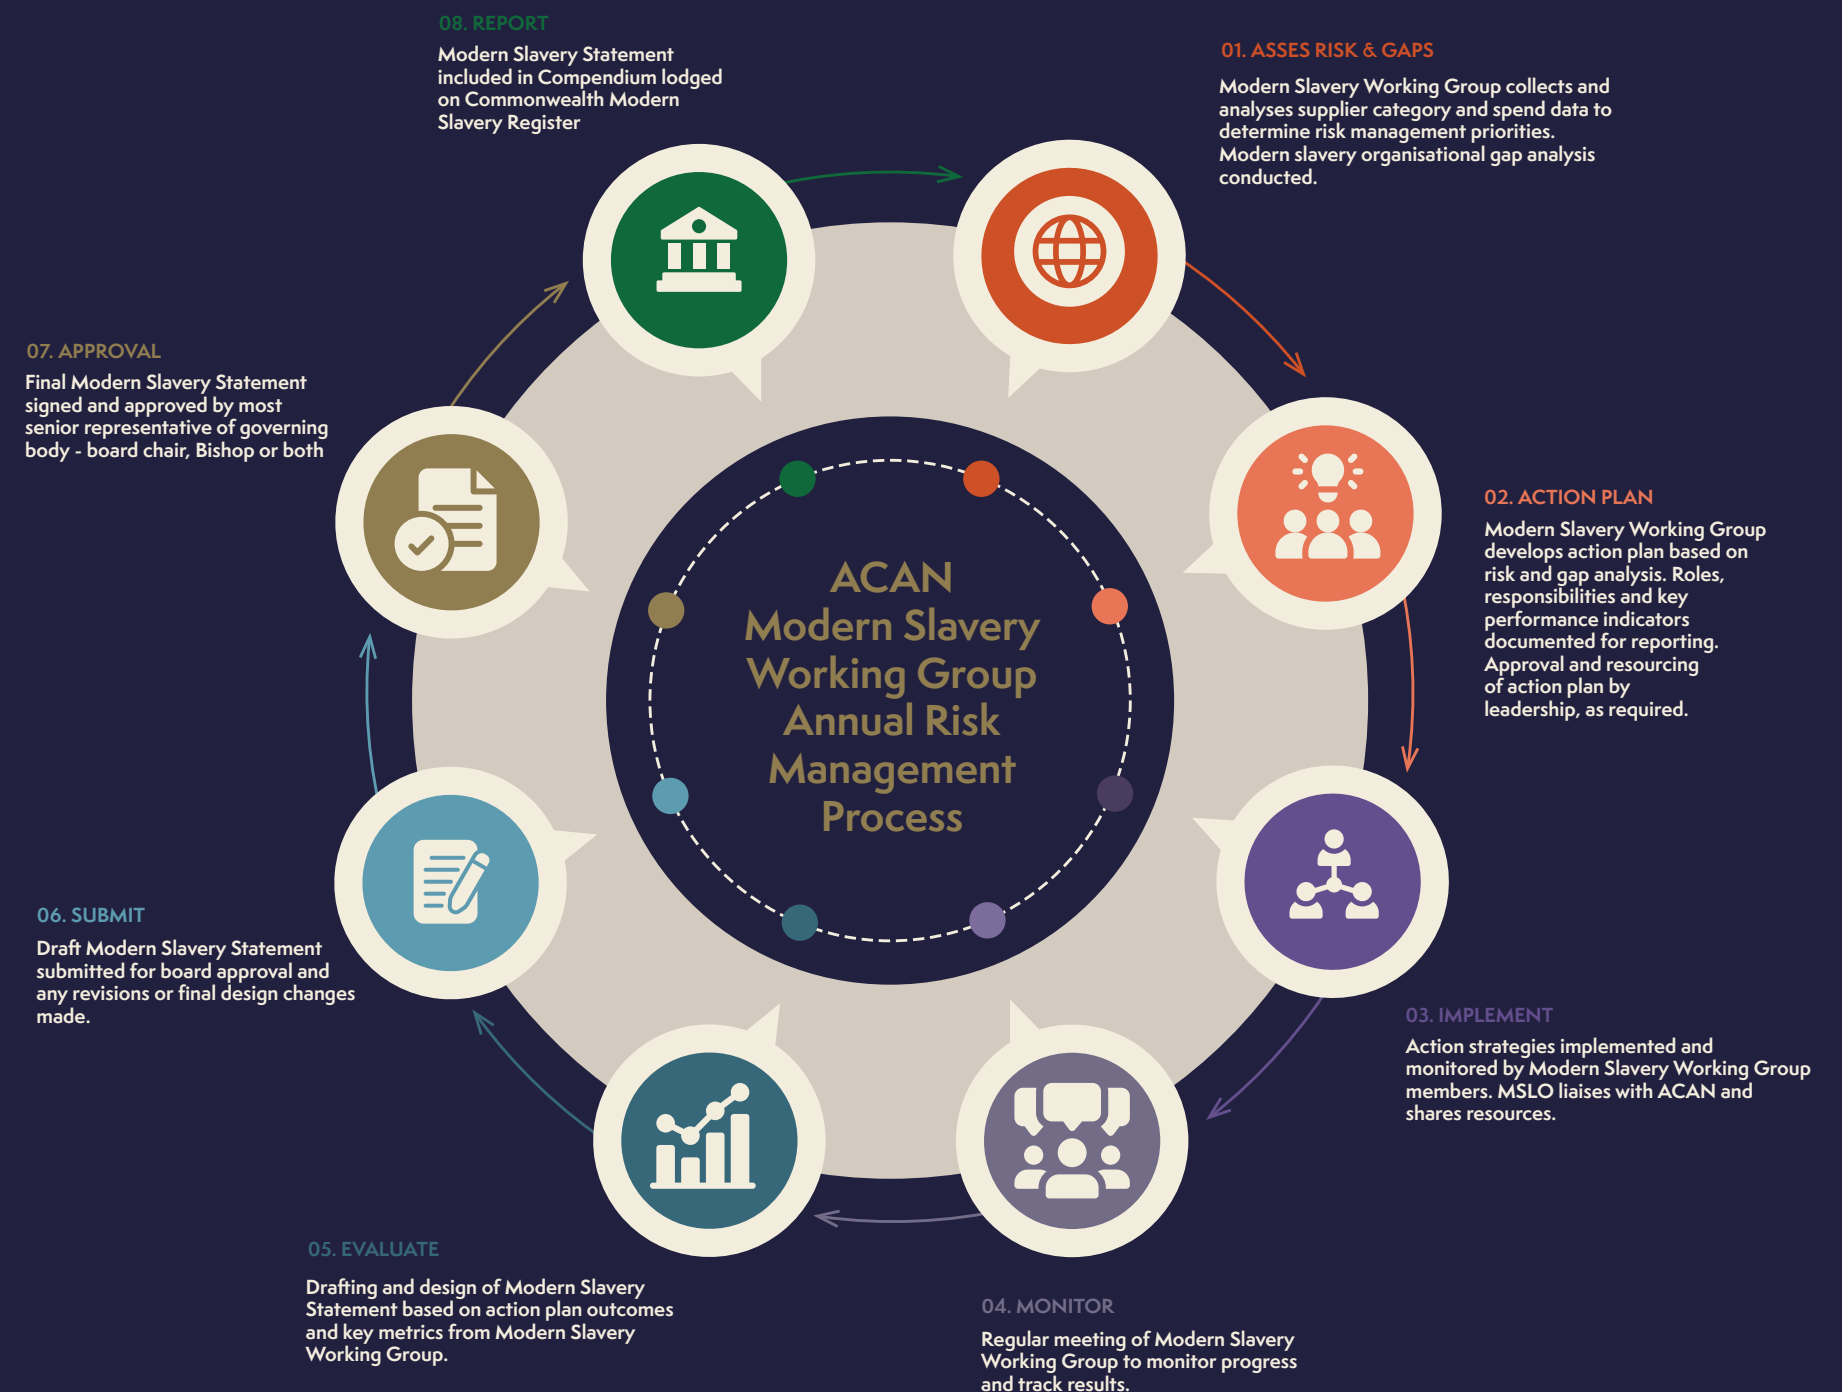 08. REPORT
Modern Slavery Statement
included in Compendium lodged
on Commonwealth Modern
Slavery Register
01. ASSES RISK & GAPS
Modern Slavery Working Group collects and
analyses supplier category and spend data to
determine risk management priorities.
Modern slavery organisational gap analysis
conducted.
07. APPROVAL
Final Modern Slavery Statement
signed and approved by most
senior representative of governing
body - board chair, Bishop or both
02. ACTION PLAN
Modern Slavery Working Group
develops action plan based on
risk and gap analysis. Roles,
responsibilities and key
performance indicators
documented for reporting.
Approval and resourcing
of action plan by
leadership, as required.
ACAN
Modern Slavery
Working Group
Annual Risk
Management
Process
06. SUBMIT
Draft Modern Slavery Statement
submitted for board approval and
any revisions or final design changes
made.
03. IMPLEMENT
Action strategies implemented and
monitored by Modern Slavery Working Group
members. MSLO liaises with ACAN and
shares resources.
05. EVALUATE
Drafting and design of Modern Slavery
Statement based on action plan outcomes
and key metrics from Modern Slavery
Working Group.
04. MONITOR
Regular meeting of Modern Slavery
Working Group to monitor progress
and track results.